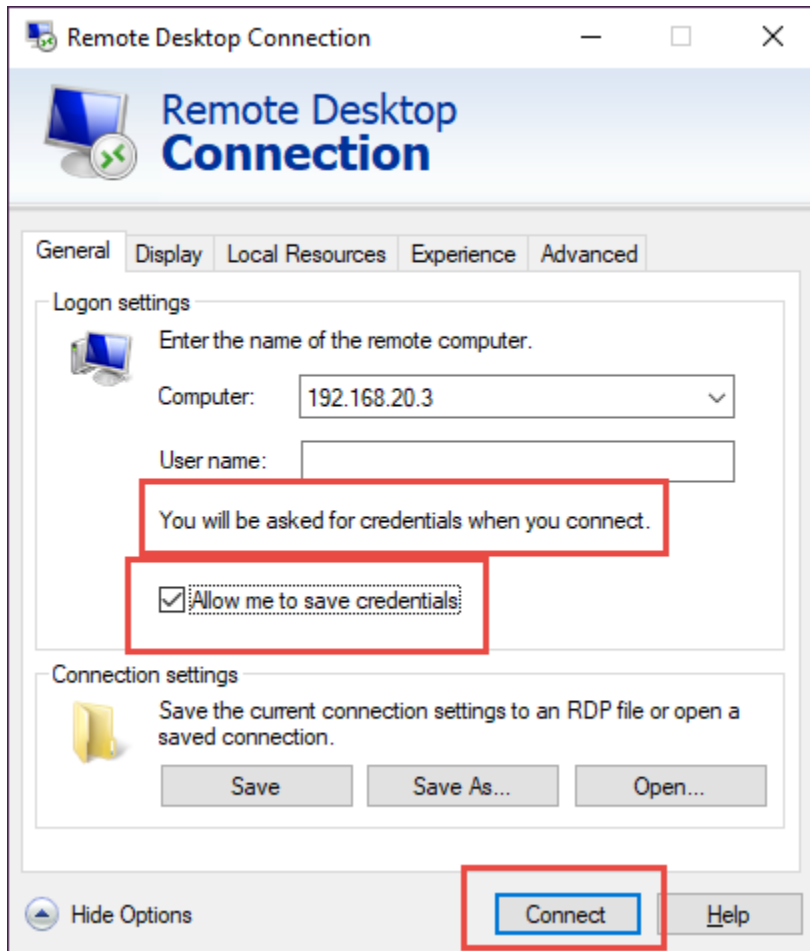 Remote Desktop Connection
Remote Desktop
Connection
General Display Local Resources Experience Advanced
Logon settings
Enter the name of the remote computer.
Computer: 192.168.20.3
User name:
You will be asked for credentials when you connect.
Allow me to save credentials
Connection settings
Save the current connection settings to an RDP file or open a
saved connection.
Save Save As... Open...
Hide Options Connect Help